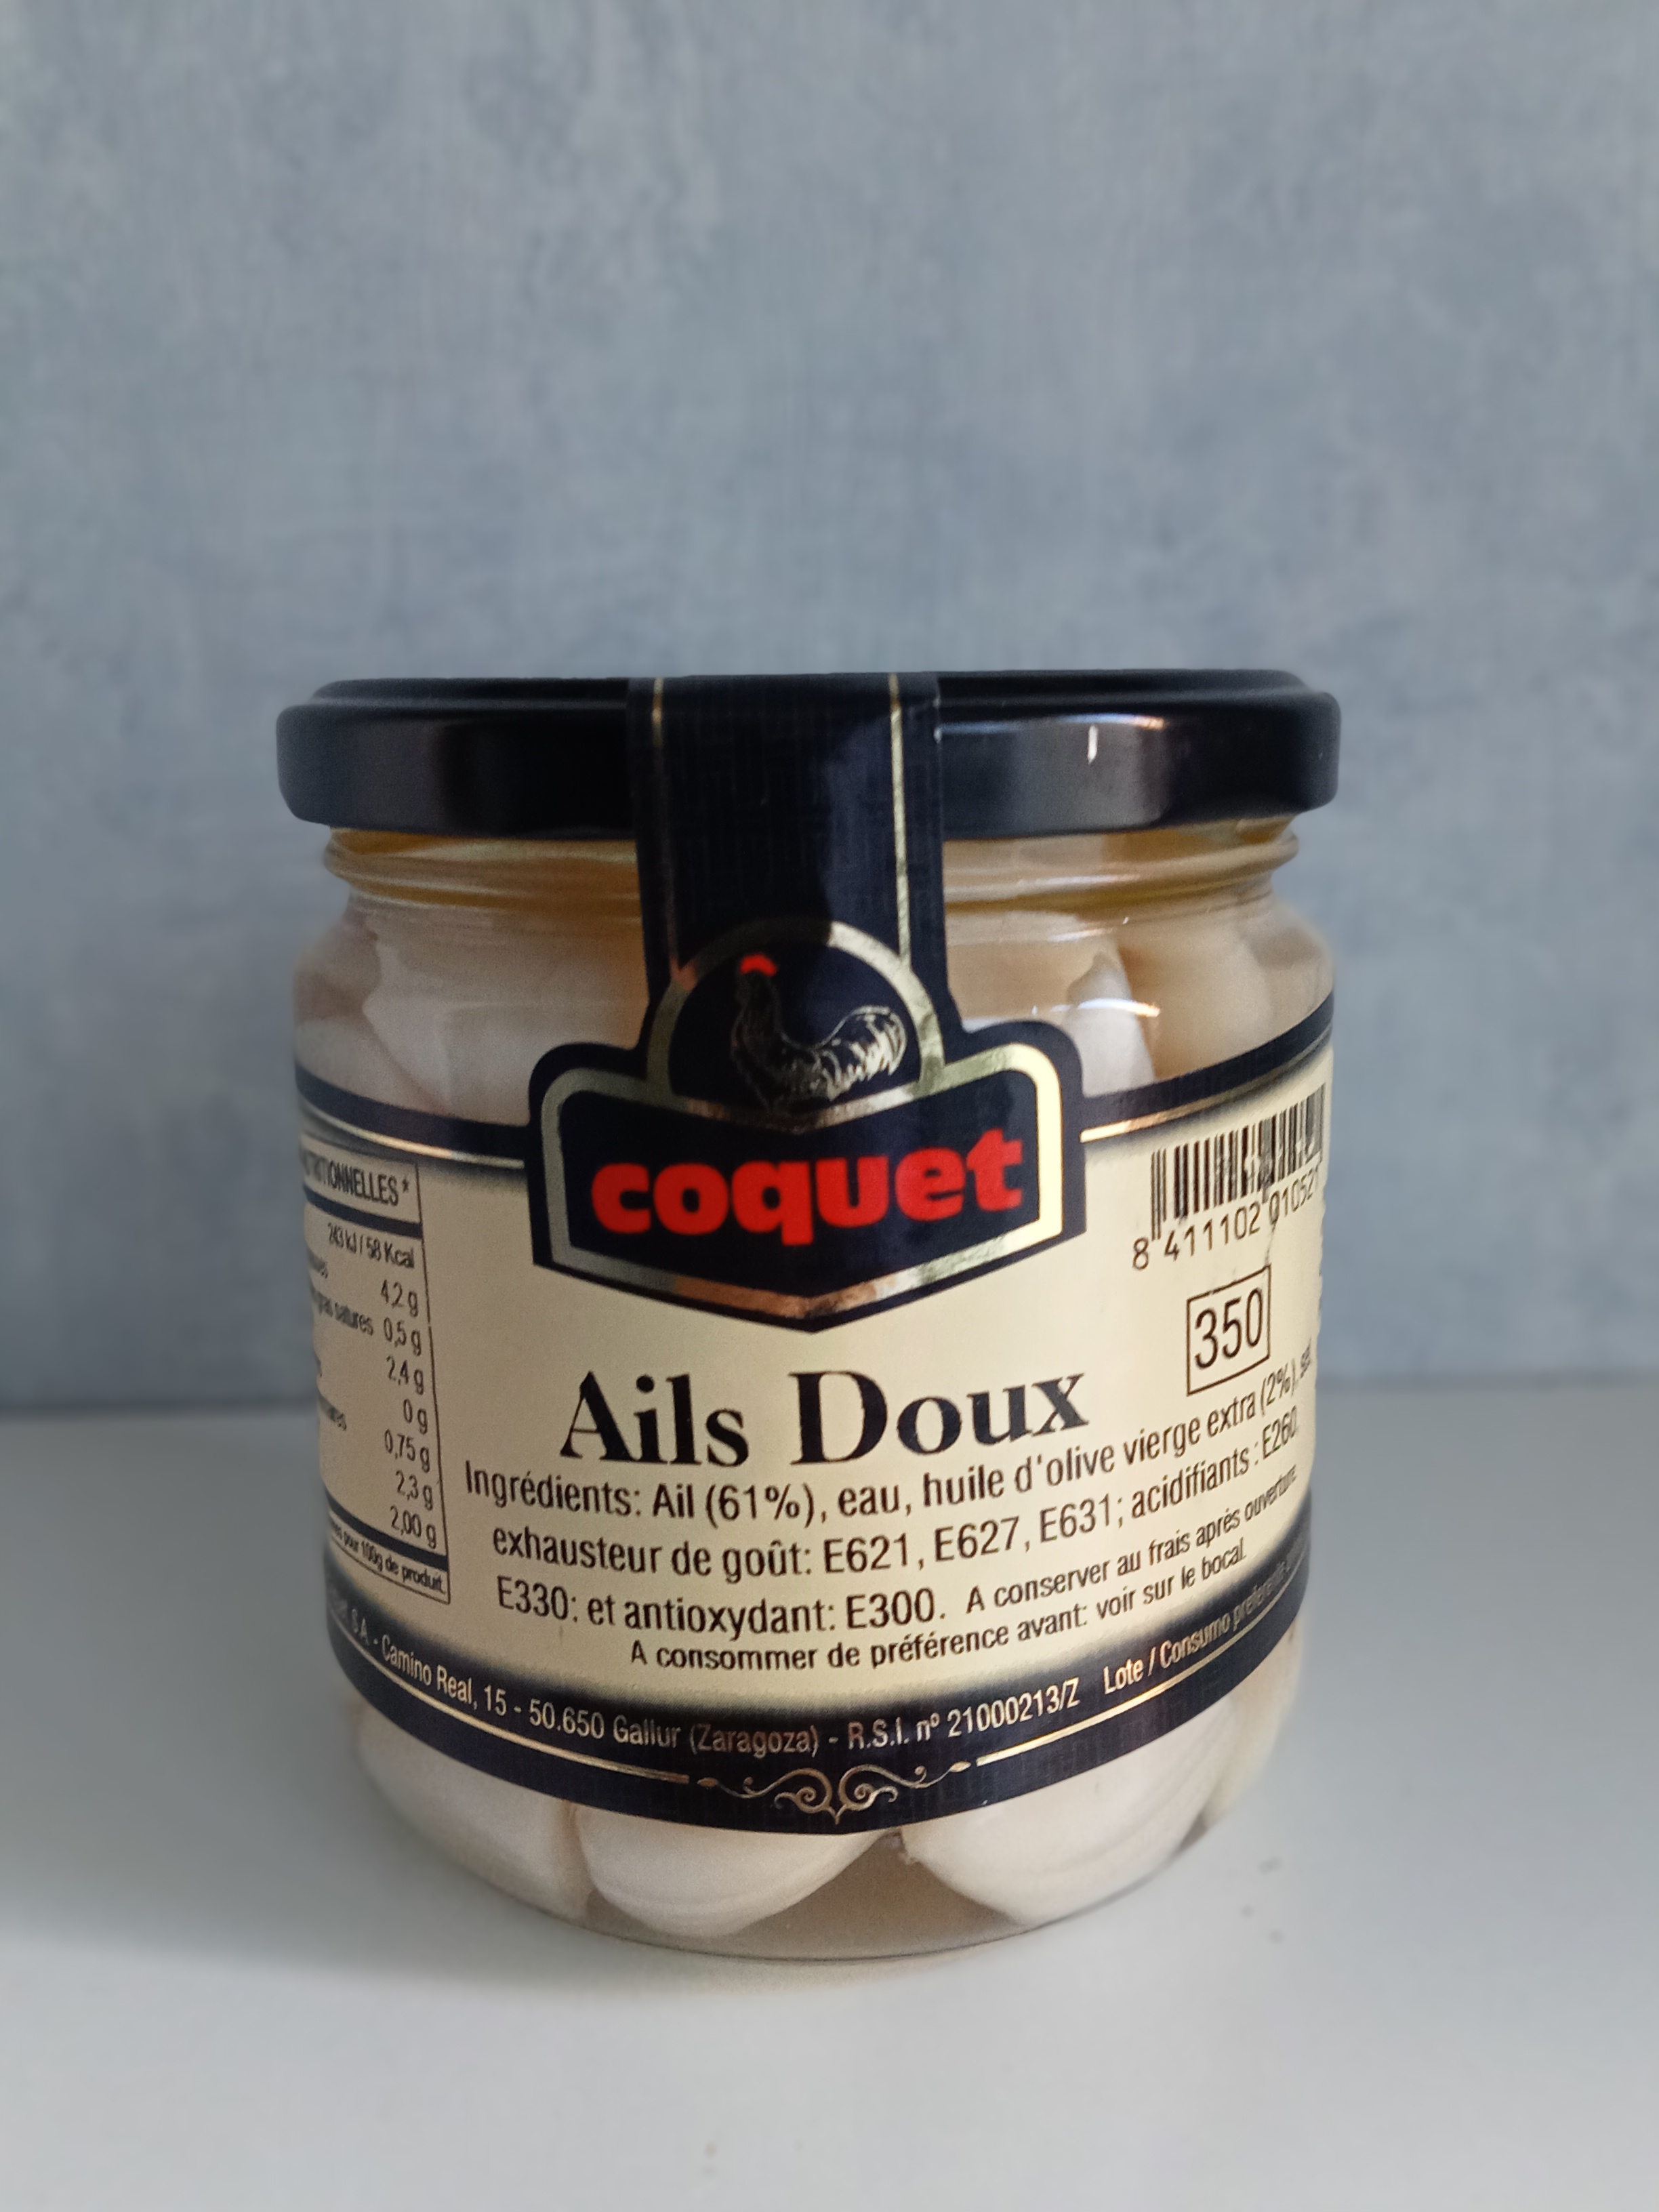 coquet
8 411102 010521
350
Ails Doux
Ingrédients: Ail (61%), eau, huile d'olive vierge extra (2%), sel,
exhausteur de goût: E621, E627, E631; acidifiants : E260,
E330: et antioxydant: E300. A conserver au frais après ouverture.
A consommer de préférence avant: voir sur le bocal.
243 kJ / 58 Kcal
4,2 g
0,5 g
2,4 g
0 g
0,75 g
2,3 g
2,00 g
pour 100g de produit.
S.A. - Camino Real, 15 - 50.650 Gallur (Zaragoza) - R.S.I. nº 21000213/Z Lote / Consumo